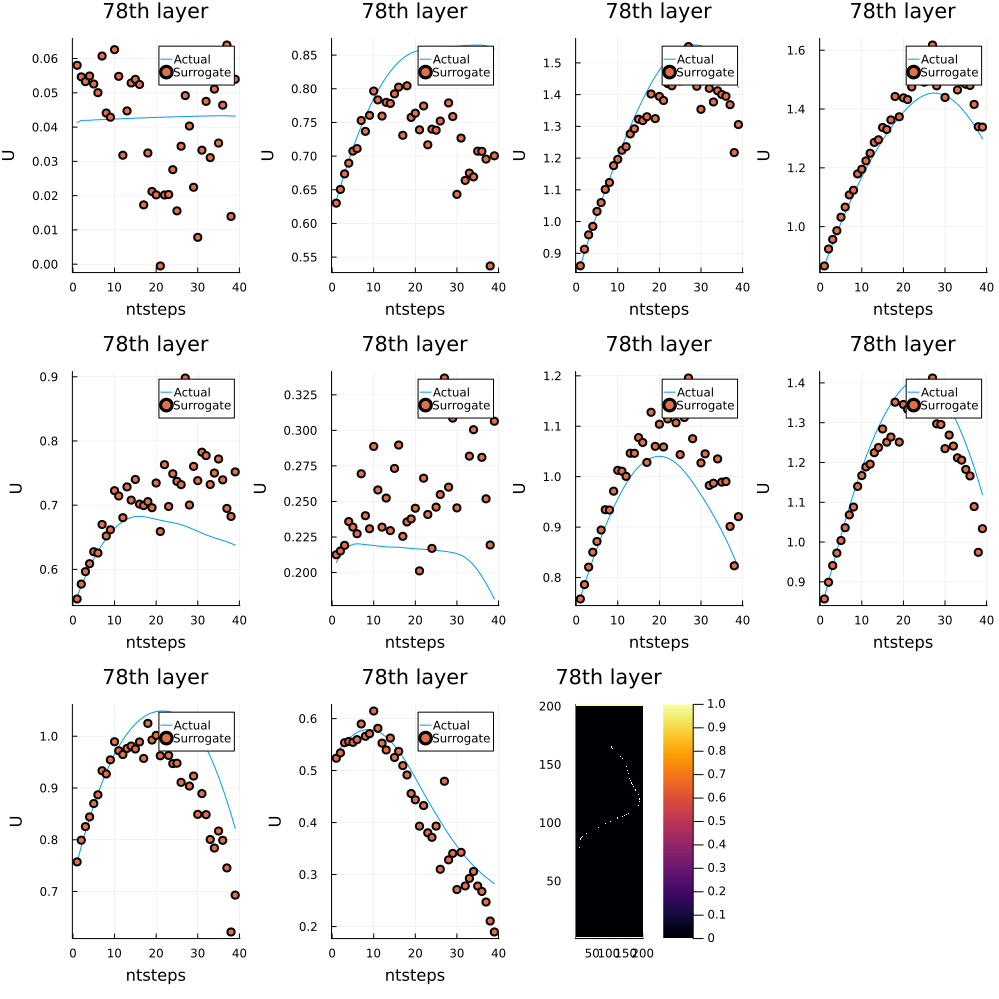 78th layer 78th layer 78th layer 78th layer
U
0.00 0.01 0.02 0.03 0.04 0.05 0.06
Actual
Surrogate
0 10 20 30 40
ntsteps
U
0.55 0.60 0.65 0.70 0.75 0.80 0.85
Actual
Surrogate
0 10 20 30 40
ntsteps
U
0.9 1.0 1.1 1.2 1.3 1.4 1.5
Actual
Surrogate
0 10 20 30 40
ntsteps
U
1.0 1.2 1.4 1.6
Actual
Surrogate
0 10 20 30 40
ntsteps
78th layer 78th layer 78th layer 78th layer
U
0.6 0.7 0.8 0.9
Actual
Surrogate
0 10 20 30 40
ntsteps
U
0.200 0.225 0.250 0.275 0.300 0.325
Actual
Surrogate
0 10 20 30 40
ntsteps
U
0.8 0.9 1.0 1.1 1.2
Actual
Surrogate
0 10 20 30 40
ntsteps
U
0.9 1.0 1.1 1.2 1.3 1.4
Actual
Surrogate
0 10 20 30 40
ntsteps
78th layer 78th layer 78th layer
U
0.7 0.8 0.9 1.0
Actual
Surrogate
0 10 20 30 40
ntsteps
U
0.2 0.3 0.4 0.5 0.6
Actual
Surrogate
0 10 20 30 40
ntsteps
50 100 150 200
50 100 150 200
0 0.1 0.2 0.3 0.4 0.5 0.6 0.7 0.8 0.9 1.0